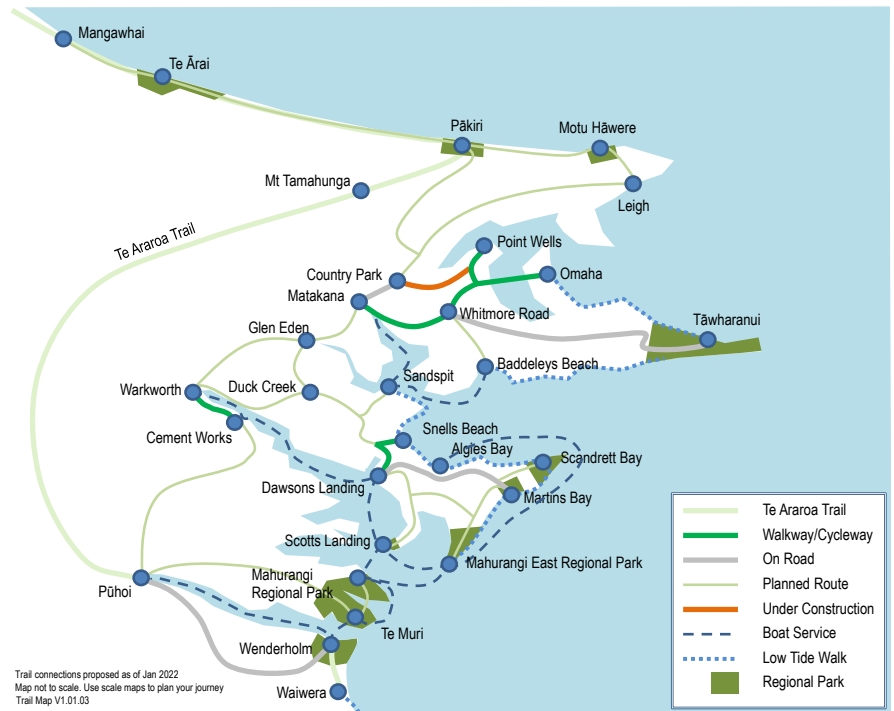 Mangawhai
Te Ārai
Pākiri
Motu Hāwere
Mt Tamahunga
Leigh
Te Araroa Trail
Point Wells
Country Park
Omaha
Matakana
Whitmore Road
Glen Eden
Tāwharanui
Baddeleys Beach
Sandspit
Warkworth
Duck Creek
Cement Works
Snells Beach
Algies Bay
Scandrett Bay
Dawsons Landing
Martins Bay
Scotts Landing
Mahurangi East Regional Park
Mahurangi
Regional Park
Pūhoi
Te Muri
Wenderholm
Waiwera
Te Araroa Trail
Walkway/Cycleway
On Road
Planned Route
Under Construction
Boat Service
Low Tide Walk
Regional Park
Trail connections proposed as of Jan 2022
Map not to scale. Use scale maps to plan your journey
Trail Map V1.01.03